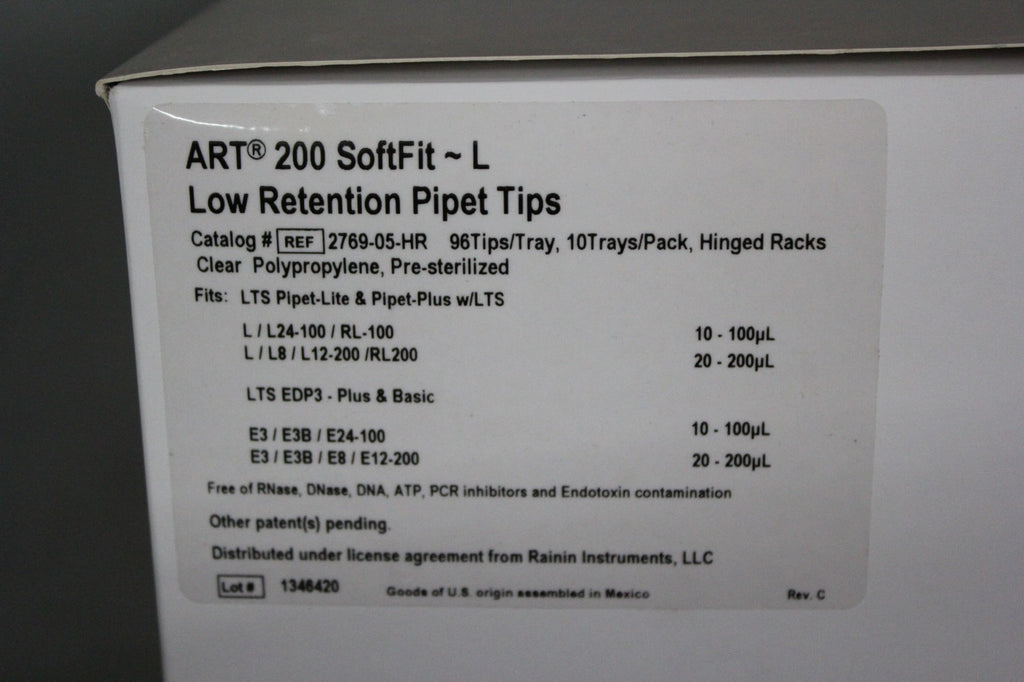 ART® 200 SoftFit ~ L
Low Retention Pipet Tips
Catalog # REF 2769-05-HR 96Tips/Tray, 10Trays/Pack, Hinged Racks
Clear Polypropylene, Pre-sterilized
Fits: LTS Pipet-Lite & Pipet-Plus w/LTS
L / L24-100 / RL-100 10 - 100µL
L / L8 / L12-200 /RL200 20 - 200µL
LTS EDP3 - Plus & Basic
E3 / E3B / E24-100 10 - 100µL
E3 / E3B / E8 / E12-200 20 - 200µL
Free of RNase, DNase, DNA, ATP, PCR inhibitors and Endotoxin contamination
Other patent(s) pending.
Distributed under license agreement from Rainin Instruments, LLC
Lot # 1346420 Goods of U.S. origin assembled in Mexico Rev. C